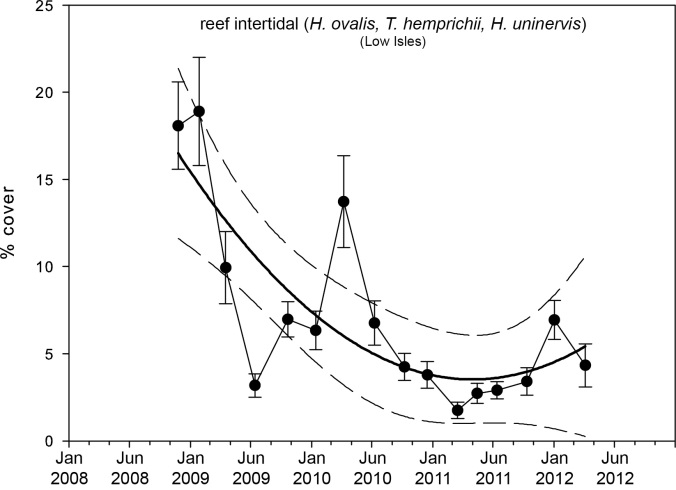 reef intertidal (H. ovalis, T. hemprichii, H. uninervis)
(Low Isles)
% cover
25
20
15
10
5
0
Jan Jun Jan Jun Jan Jun Jan Jun Jan Jun
2008 2008 2009 2009 2010 2010 2011 2011 2012 2012